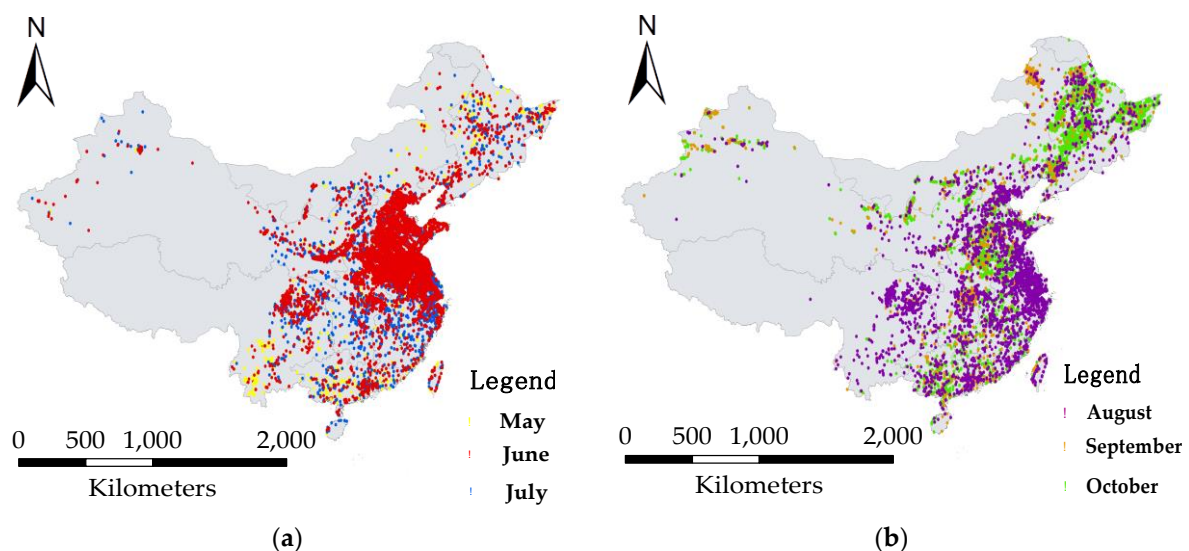 N
Legend
May
June
July
0 500 1,000 2,000
Kilometers
(a)
N
Legend
August
September
October
0 500 1,000 2,000
Kilometers
(b)